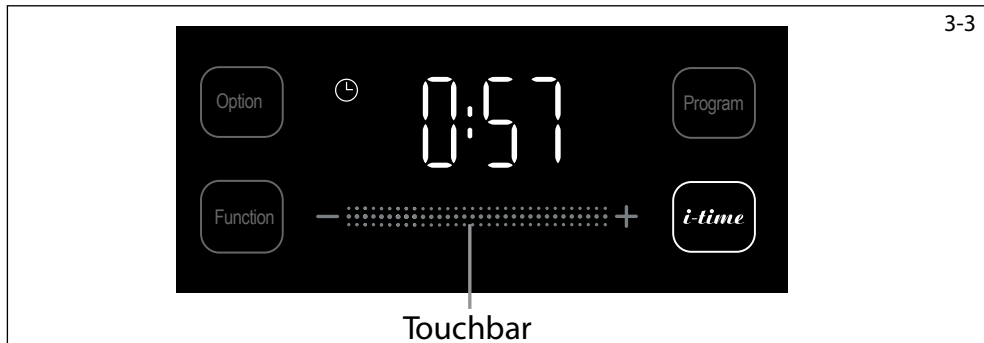 3-3
Option
0:57
Program
Function
−
+
i-time
Touchbar